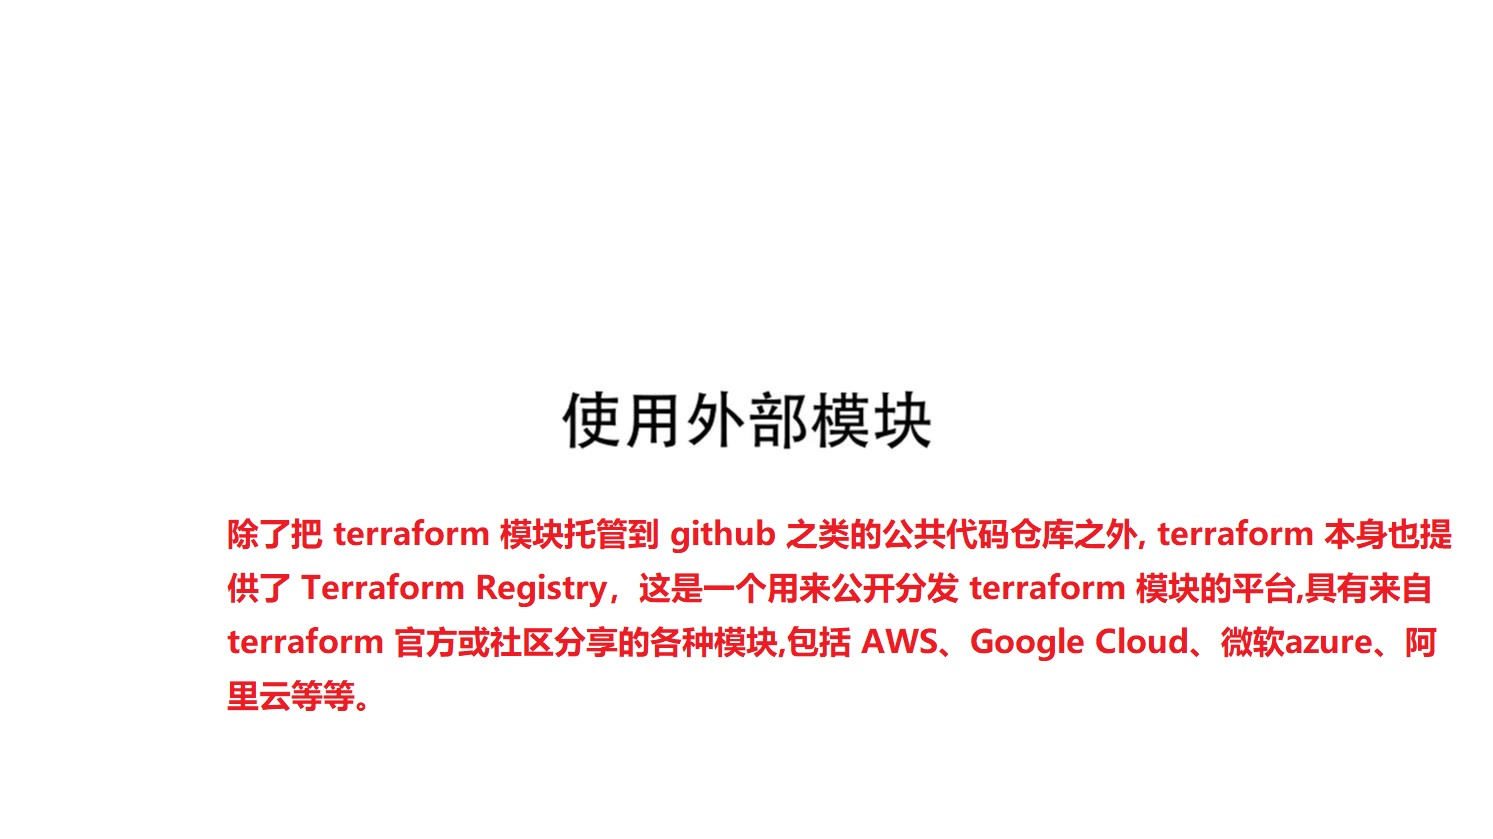 使用外部模块
除了把 terraform 模块托管到 github 之类的公共代码仓库之外, terraform 本身也提
供了 Terraform Registry，这是一个用来公开分发 terraform 模块的平台,具有来自
terraform 官方或社区分享的各种模块,包括 AWS、Google Cloud、微软azure、阿
里云等等。